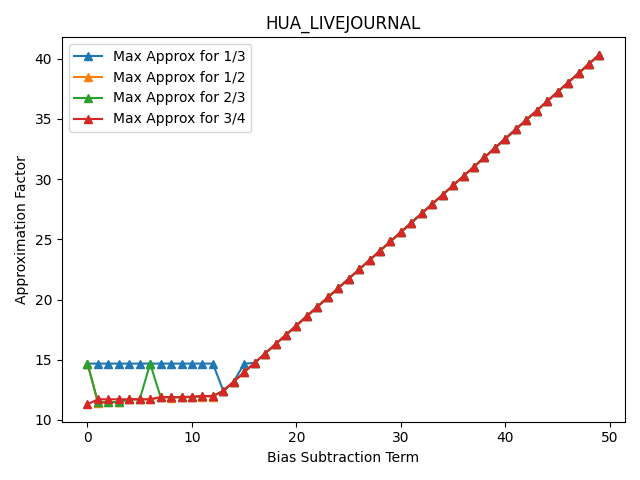 HUA_LIVEJOURNAL
Max Approx for 1/3
Max Approx for 1/2
Max Approx for 2/3
Max Approx for 3/4
Approximation Factor
40
35
30
25
20
15
10
0 10 20 30 40 50
Bias Subtraction Term